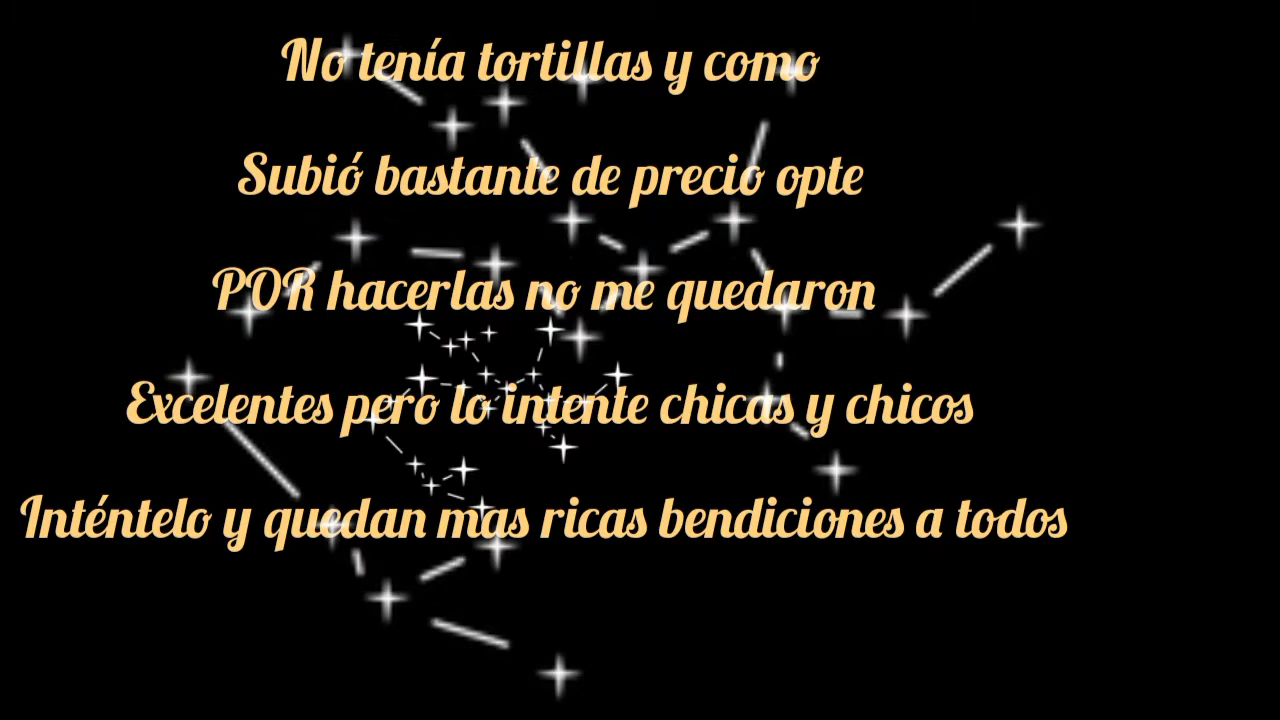 No tenía tortillas y como
Subió bastante de precio opte
POR hacerlas no me quedaron
Excelentes pero lo intente chicas y chicos
Inténtelo y quedan mas ricas bendiciones a todos